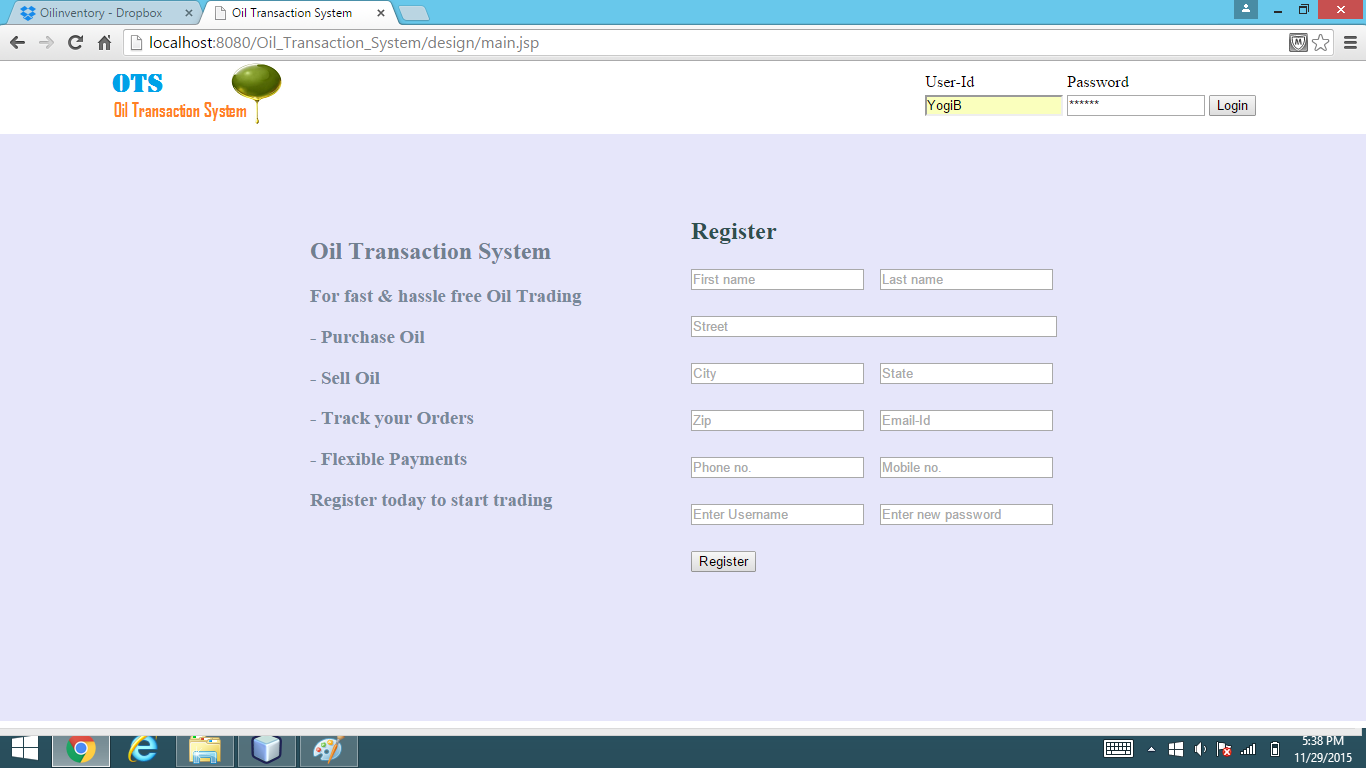 Oilinventory - Dropbox
Oil Transaction System
localhost:8080/Oil_Transaction_System/design/main.jsp
OTS
Oil Transaction System
User-Id Password
YogiB ****** Login
Oil Transaction System
For fast & hassle free Oil Trading
- Purchase Oil
- Sell Oil
- Track your Orders
- Flexible Payments
Register today to start trading
Register
First name Last name
Street
City State
Zip Email-Id
Phone no. Mobile no.
Enter Username Enter new password
Register
5:38 PM
11/29/2015